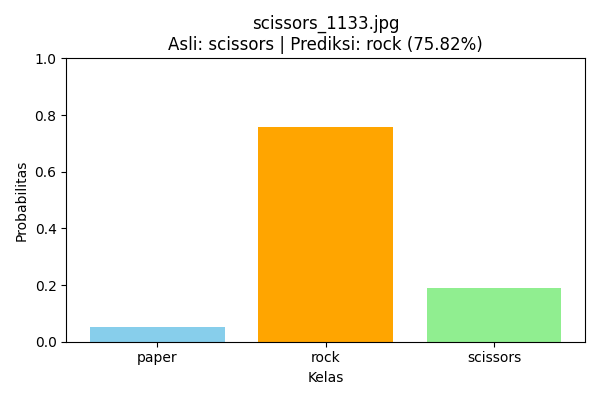 scissors_1133.jpg
Asli: scissors | Prediksi: rock (75.82%)
1.0
0.8
0.6
0.4
0.2
0.0
Probabilitas
paper rock scissors
Kelas